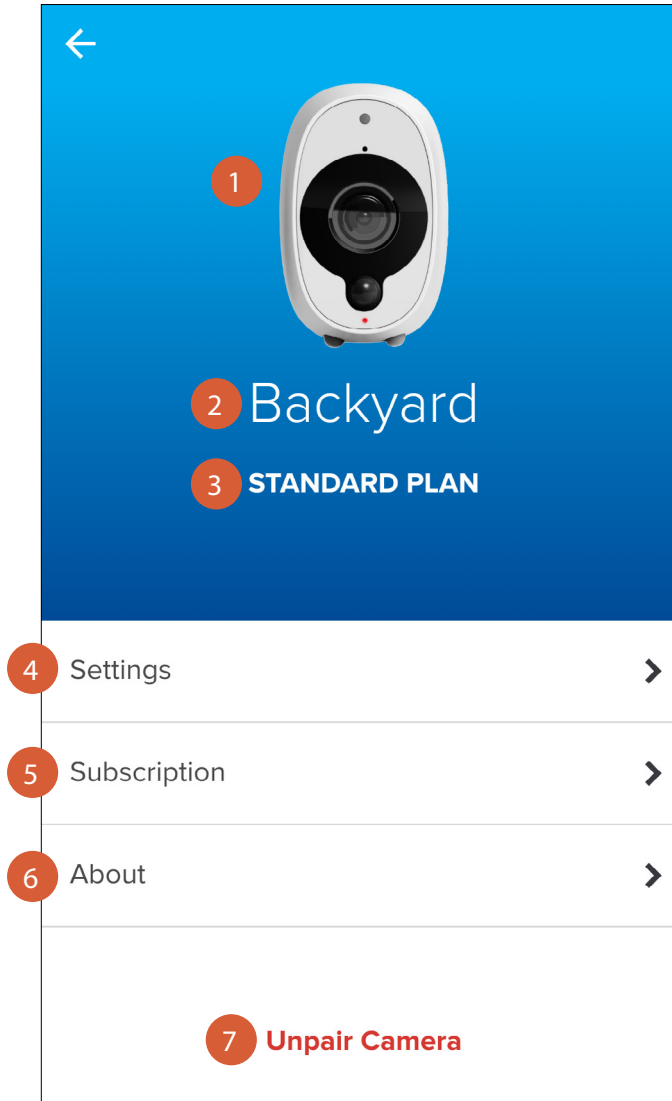 1
2 Backyard
3 STANDARD PLAN
4 Settings
5 Subscription
6 About
7 Unpair Camera